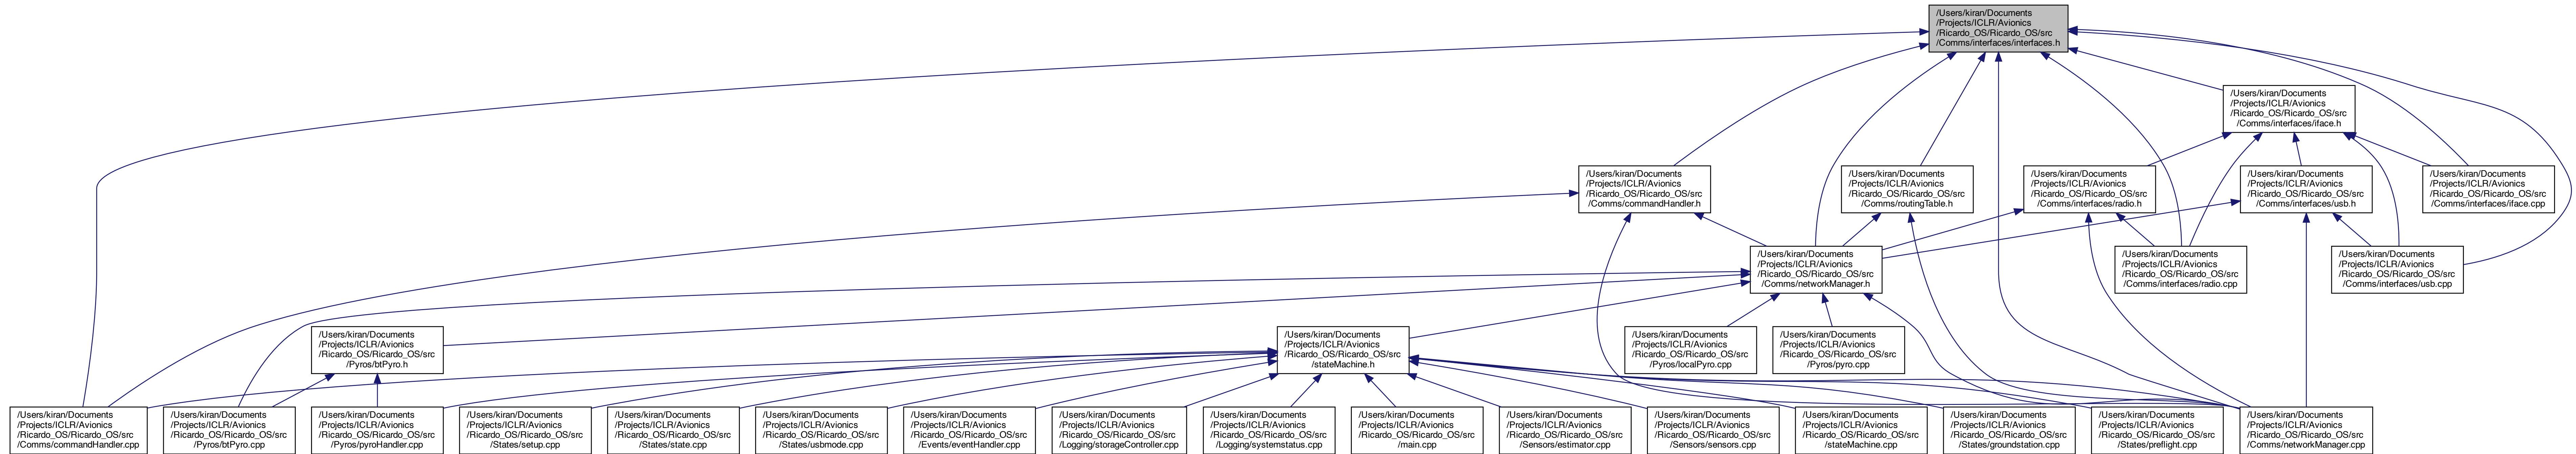 /Users/kiran/Documents
/Projects/ICLR/Avionics
/Ricardo_OS/Ricardo_OS/src
/Comms/interfaces/interfaces.h
/Users/kiran/Documents
/Projects/ICLR/Avionics
/Ricardo_OS/Ricardo_OS/src
/Comms/interfaces/iface.h
/Users/kiran/Documents
/Projects/ICLR/Avionics
/Ricardo_OS/Ricardo_OS/src
/Comms/commandHandler.h
/Users/kiran/Documents
/Projects/ICLR/Avionics
/Ricardo_OS/Ricardo_OS/src
/Comms/routingTable.h
/Users/kiran/Documents
/Projects/ICLR/Avionics
/Ricardo_OS/Ricardo_OS/src
/Comms/interfaces/radio.h
/Users/kiran/Documents
/Projects/ICLR/Avionics
/Ricardo_OS/Ricardo_OS/src
/Comms/interfaces/usb.h
/Users/kiran/Documents
/Projects/ICLR/Avionics
/Ricardo_OS/Ricardo_OS/src
/Comms/interfaces/iface.cpp
/Users/kiran/Documents
/Projects/ICLR/Avionics
/Ricardo_OS/Ricardo_OS/src
/Comms/networkManager.h
/Users/kiran/Documents
/Projects/ICLR/Avionics
/Ricardo_OS/Ricardo_OS/src
/Comms/interfaces/radio.cpp
/Users/kiran/Documents
/Projects/ICLR/Avionics
/Ricardo_OS/Ricardo_OS/src
/Comms/interfaces/usb.cpp
/Users/kiran/Documents
/Projects/ICLR/Avionics
/Ricardo_OS/Ricardo_OS/src
/Pyros/btPyro.h
/Users/kiran/Documents
/Projects/ICLR/Avionics
/Ricardo_OS/Ricardo_OS/src
/stateMachine.h
/Users/kiran/Documents
/Projects/ICLR/Avionics
/Ricardo_OS/Ricardo_OS/src
/Pyros/localPyro.cpp
/Users/kiran/Documents
/Projects/ICLR/Avionics
/Ricardo_OS/Ricardo_OS/src
/Pyros/pyro.cpp
/Users/kiran/Documents
/Projects/ICLR/Avionics
/Ricardo_OS/Ricardo_OS/src
/Comms/commandHandler.cpp
/Users/kiran/Documents
/Projects/ICLR/Avionics
/Ricardo_OS/Ricardo_OS/src
/Pyros/btPyro.cpp
/Users/kiran/Documents
/Projects/ICLR/Avionics
/Ricardo_OS/Ricardo_OS/src
/Pyros/pyroHandler.cpp
/Users/kiran/Documents
/Projects/ICLR/Avionics
/Ricardo_OS/Ricardo_OS/src
/States/setup.cpp
/Users/kiran/Documents
/Projects/ICLR/Avionics
/Ricardo_OS/Ricardo_OS/src
/States/state.cpp
/Users/kiran/Documents
/Projects/ICLR/Avionics
/Ricardo_OS/Ricardo_OS/src
/States/usbmode.cpp
/Users/kiran/Documents
/Projects/ICLR/Avionics
/Ricardo_OS/Ricardo_OS/src
/Events/eventHandler.cpp
/Users/kiran/Documents
/Projects/ICLR/Avionics
/Ricardo_OS/Ricardo_OS/src
/Logging/storageController.cpp
/Users/kiran/Documents
/Projects/ICLR/Avionics
/Ricardo_OS/Ricardo_OS/src
/Logging/systemstatus.cpp
/Users/kiran/Documents
/Projects/ICLR/Avionics
/Ricardo_OS/Ricardo_OS/src
/main.cpp
/Users/kiran/Documents
/Projects/ICLR/Avionics
/Ricardo_OS/Ricardo_OS/src
/Sensors/estimator.cpp
/Users/kiran/Documents
/Projects/ICLR/Avionics
/Ricardo_OS/Ricardo_OS/src
/Sensors/sensors.cpp
/Users/kiran/Documents
/Projects/ICLR/Avionics
/Ricardo_OS/Ricardo_OS/src
/stateMachine.cpp
/Users/kiran/Documents
/Projects/ICLR/Avionics
/Ricardo_OS/Ricardo_OS/src
/States/groundstation.cpp
/Users/kiran/Documents
/Projects/ICLR/Avionics
/Ricardo_OS/Ricardo_OS/src
/States/preflight.cpp
/Users/kiran/Documents
/Projects/ICLR/Avionics
/Ricardo_OS/Ricardo_OS/src
/Comms/networkManager.cpp